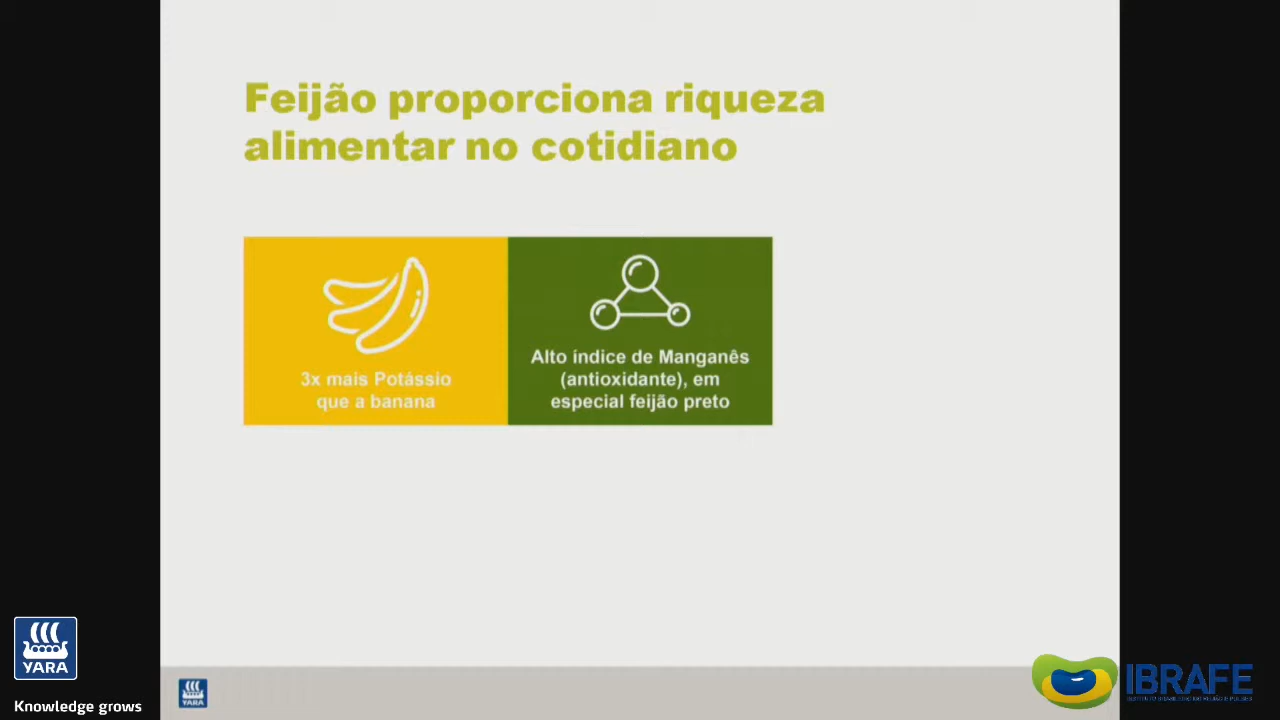 Feijão proporciona riqueza
alimentar no cotidiano
3x mais Potássio
que a banana
Alto índice de Manganês
(antioxidante), em
especial feijão preto
YARA
Knowledge grows
YARA
IBRAFE